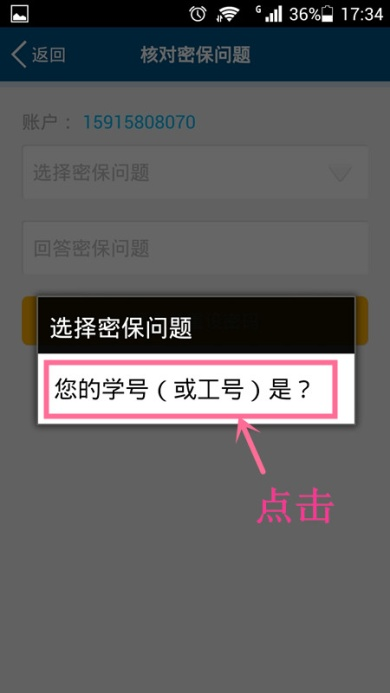 G 36% 17:34
返回 核对密保问题
账户： 15915808070
选择密保问题
回答密保问题
选择密保问题
您的学号（或工号）是？
点击